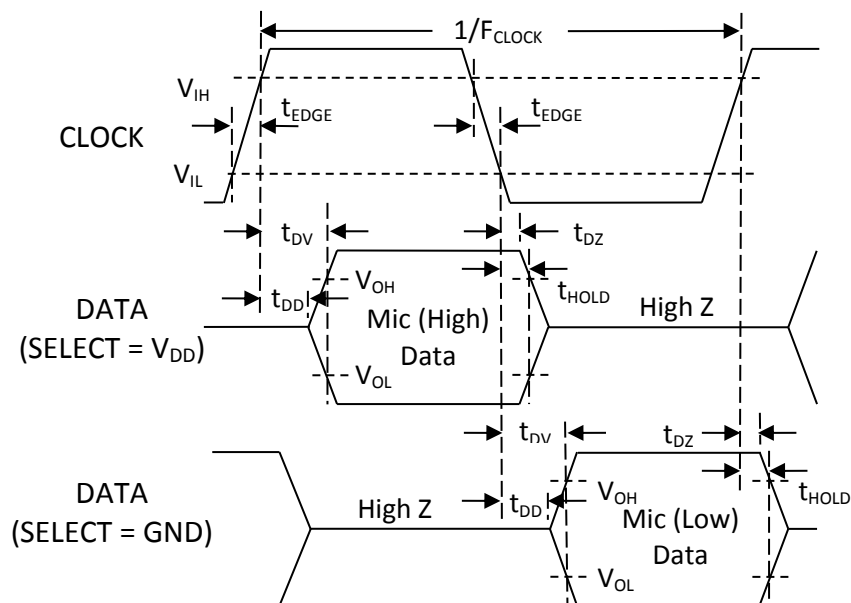 1/F_CLOCK
V_IH
t_EDGE
t_EDGE
CLOCK
V_IL
t_DV
t_DZ
V_OH
t_HOLD
t_DD
DATA
(SELECT = V_DD)
Mic (High)
Data
High Z
V_OL
t_DV
t_DZ
DATA
(SELECT = GND)
High Z
t_DD
V_OH
t_HOLD
Mic (Low)
Data
V_OL